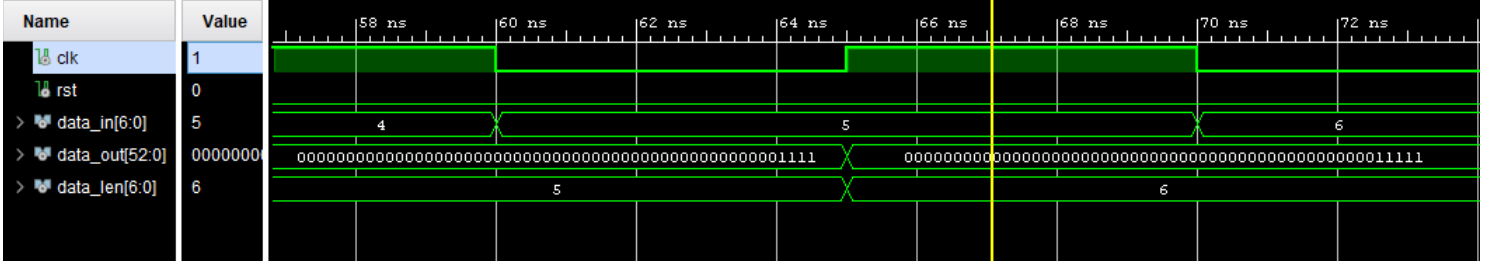 Name Value 58 ns 60 ns 62 ns 64 ns 66 ns 68 ns 70 ns 72 ns
clk 1
rst 0
data_in[6:0] 5 4 5 6
data_out[52:0] 00000000 00000000000000000000000000000000000000000000000001111 00000000000000000000000000000000000000000000000011111
data_len[6:0] 6 5 6